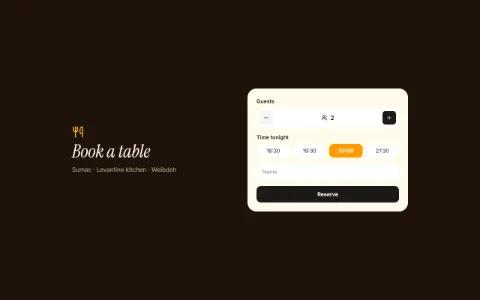 Book a table
Sumac · Levantine kitchen · Weibdeh
Guests
− 2 +
Time tonight
18:30 19:30 20:00 21:30
Name
Reserve